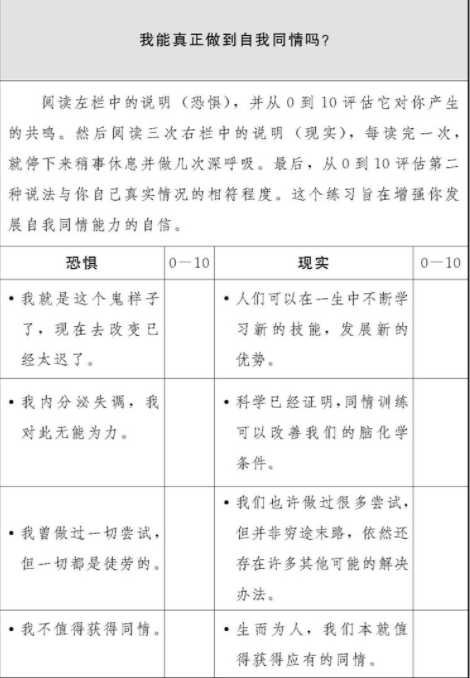 我能真正做到自我同情吗？
阅读左栏中的说明（恐惧），并从0到10评估它对你产生
的共鸣。然后阅读三次右栏中的说明（现实），每读完一次，
就停下来稍事休息并做几次深呼吸。最后，从0到10评估第二
种说法与你自己真实情况的相符程度。这个练习旨在增强你发
展自我同情能力的自信。
恐惧
0—10
现实
0—10
• 我就是这个鬼样子
了，现在去改变已
经太迟了。
• 人们可以在一生中不断学
习新的技能，发展新的
优势。
• 我内分泌失调，我
对此无能为力。
• 科学已经证明，同情训练
可以改善我们的脑化学
条件。
• 我曾做过一切尝试，
但一切都是徒劳的。
• 我们也许做过很多尝试，
但并非穷途末路，依然还
存在许多其他可能的解决
办法。
• 我不值得获得同情。
• 生而为人，我们本就值
得获得应有的同情。